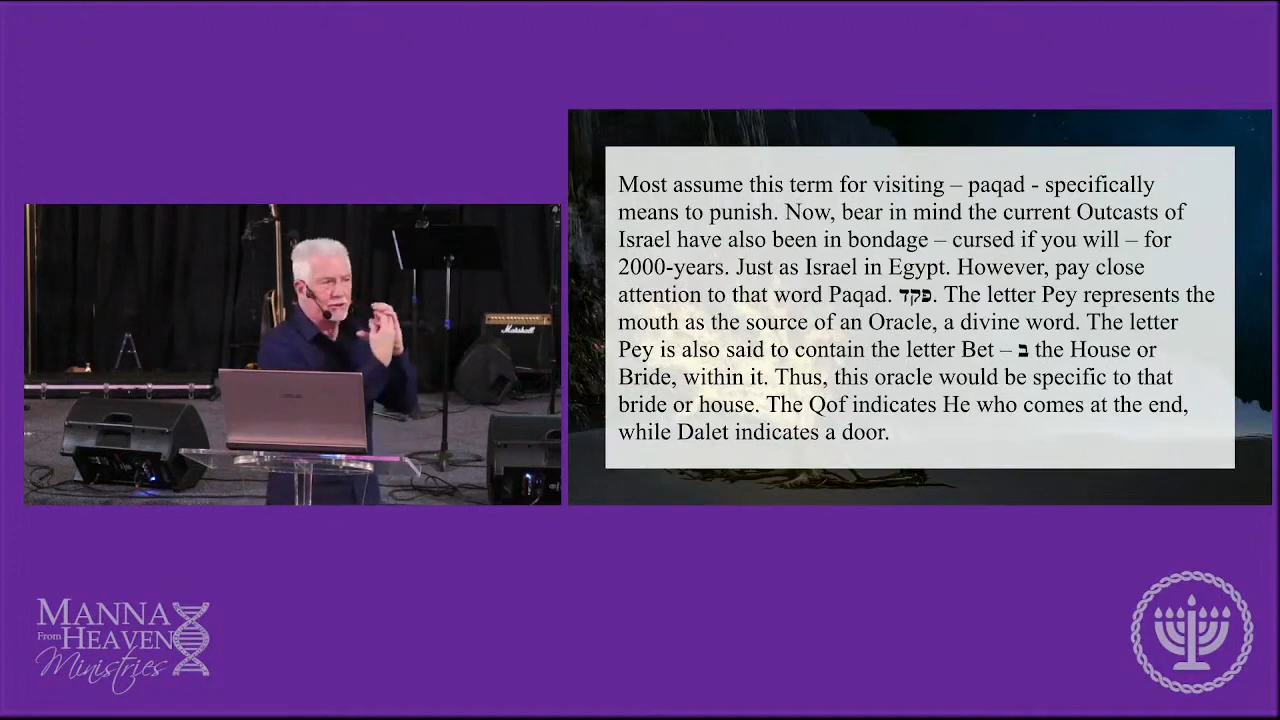 Most assume this term for visiting – paqad - specifically
means to punish. Now, bear in mind the current Outcasts of
Israel have also been in bondage – cursed if you will – for
2000-years. Just as Israel in Egypt. However, pay close
attention to that word Paqad. פקד. The letter Pey represents the
mouth as the source of an Oracle, a divine word. The letter
Pey is also said to contain the letter Bet – ב the House or
Bride, within it. Thus, this oracle would be specific to that
bride or house. The Qof indicates He who comes at the end,
while Dalet indicates a door.
Marshall
MANNA
From HEAVEN
Ministries